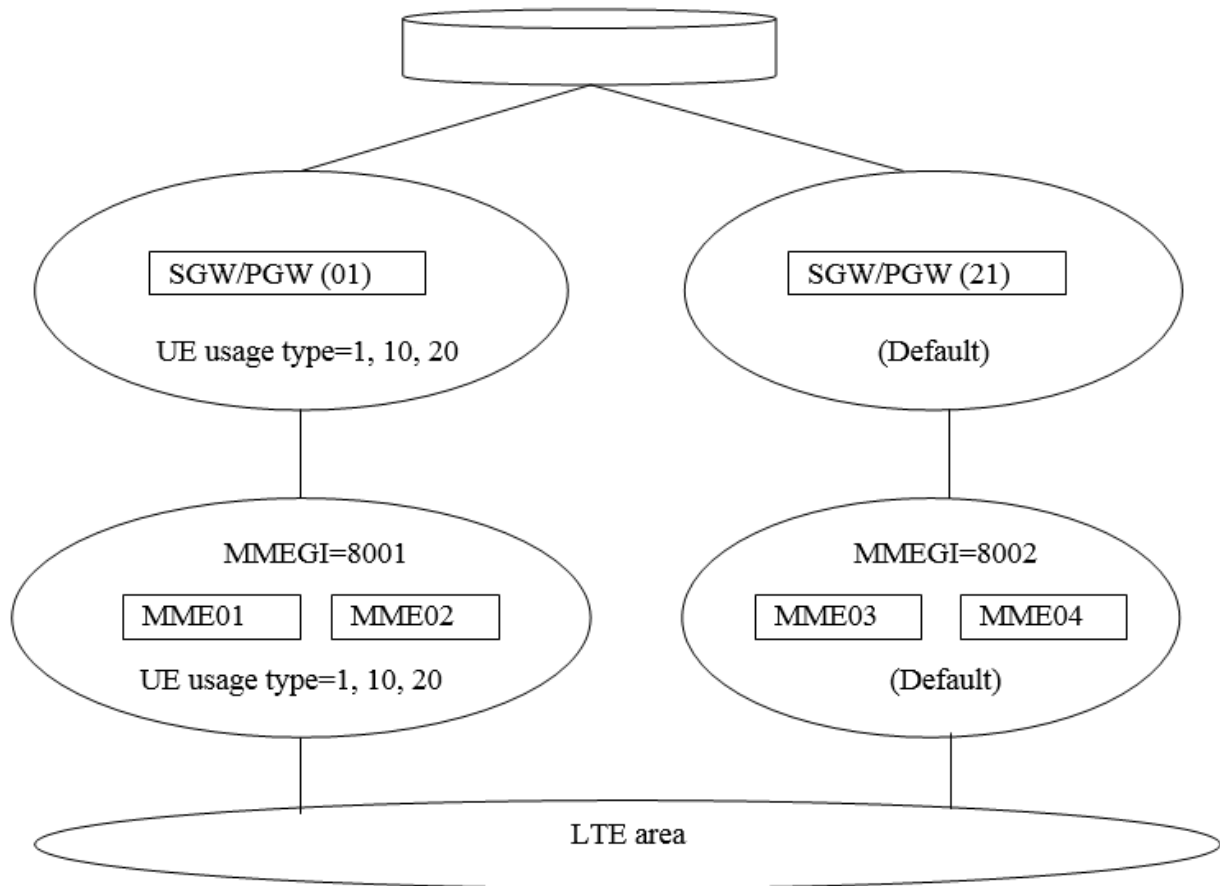 SGW/PGW (01)
SGW/PGW (21)
UE usage type=1, 10, 20
(Default)
MMEGI=8001
MMEGI=8002
MME01
MME02
MME03
MME04
UE usage type=1, 10, 20
(Default)
LTE area